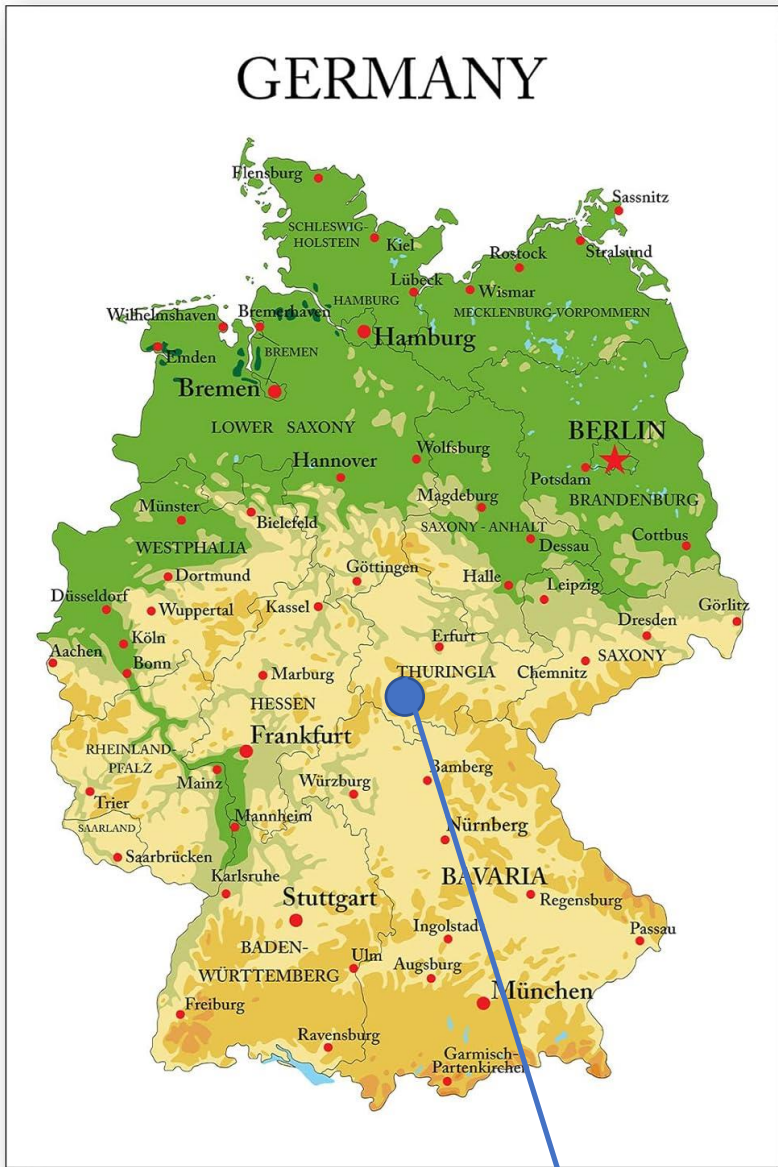 GERMANY
Flensburg
Sassnitz
SCHLESWIG-
HOLSTEIN
Kiel
Rostock
Stralsund
Lübeck
Wismar
HAMBURG
MECKLENBURG-VORPOMMERN
Wilhelmshaven
Bremerhaven
Hamburg
Emden
BREMEN
Bremen
LOWER SAXONY
BERLIN
Wolfsburg
Hannover
Potsdam
Magdeburg
BRANDENBURG
Münster
Bielefeld
SAXONY - ANHALT
Dessau
Cottbus
WESTPHALIA
Göttingen
Dortmund
Halle
Leipzig
Düsseldorf
Wuppertal
Kassel
Görlitz
Dresden
Köln
Erfurt
Aachen
Bonn
SAXONY
Marburg
THURINGIA
Chemnitz
HESSEN
Frankfurt
RHEINLAND-
PFALZ
Mainz
Würzburg
Bamberg
Trier
Mannheim
SAARLAND
Nürnberg
Saarbrücken
Karlsruhe
BAVARIA
Stuttgart
Regensburg
Ingolstadt
Passau
BADEN-
WÜRTTEMBERG
Ulm
Augsburg
München
Freiburg
Ravensburg
Garmisch-
Partenkirchen